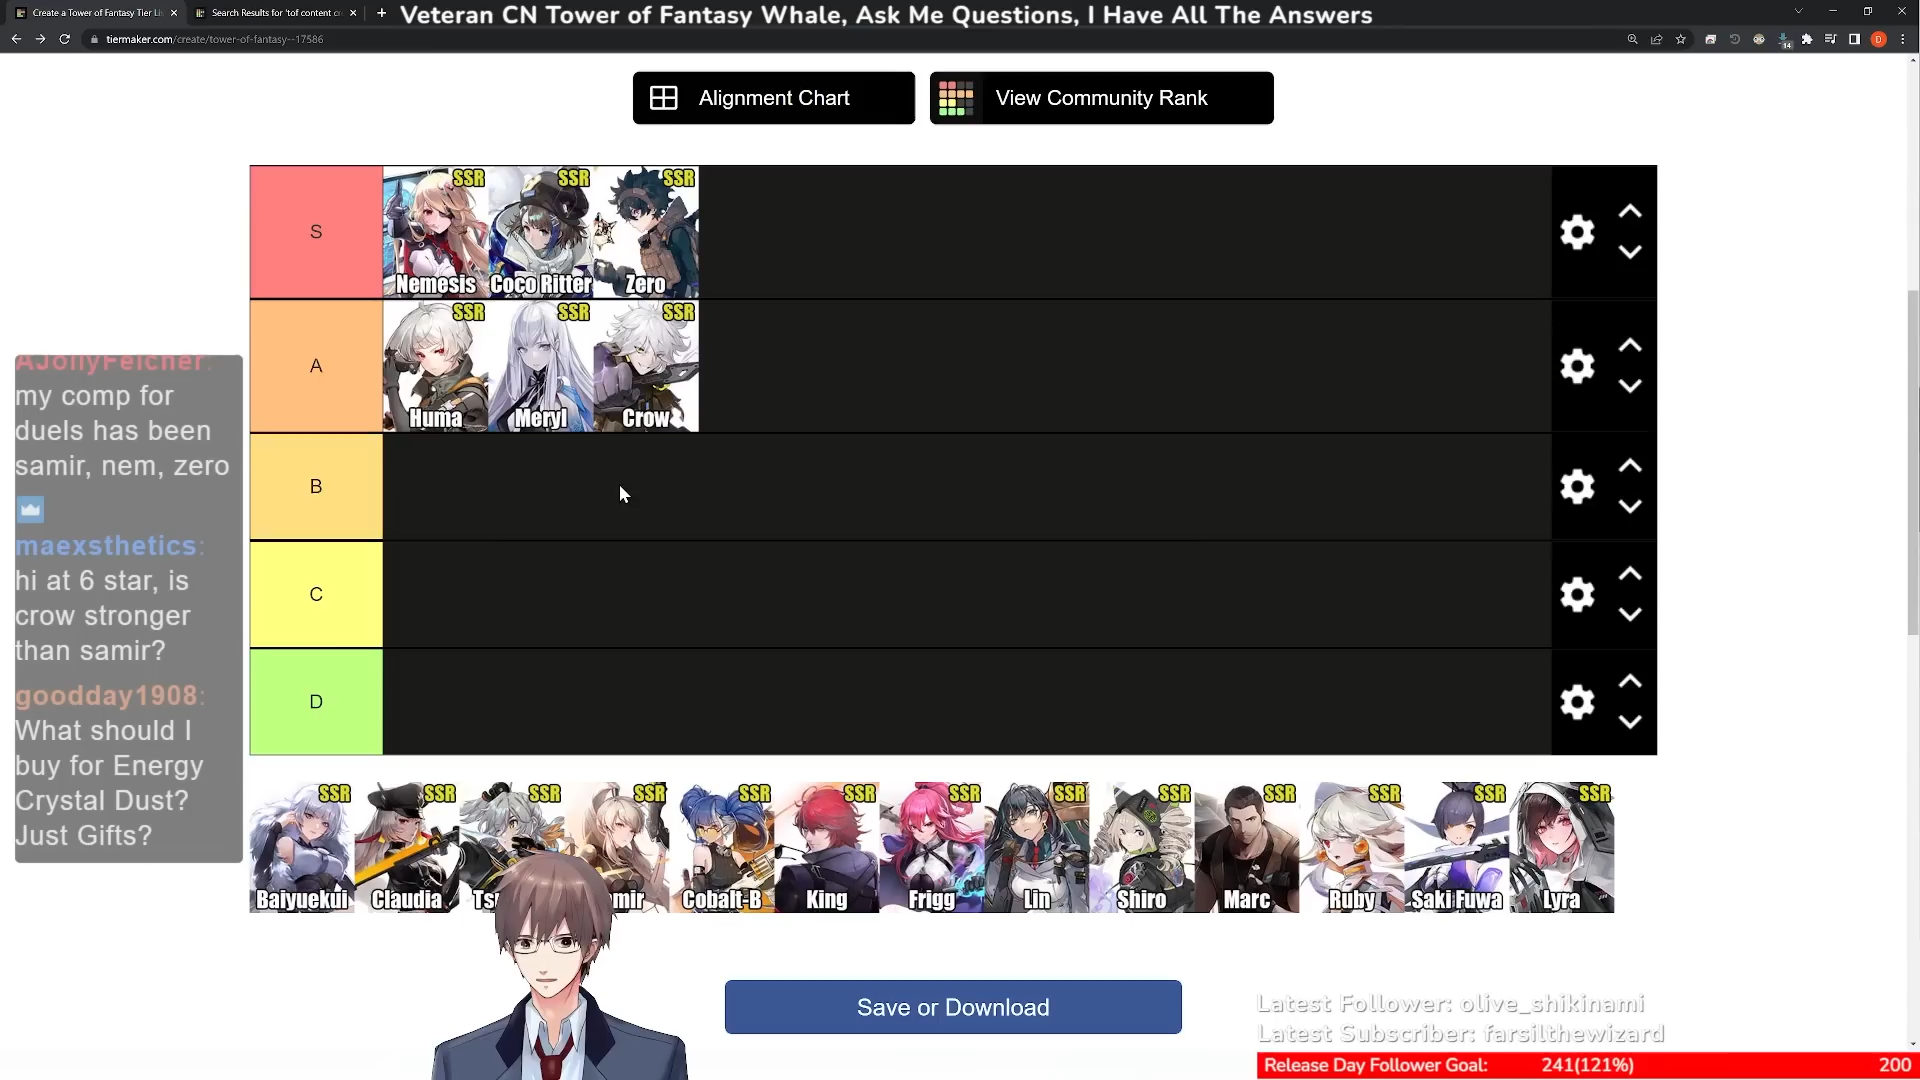 Create a Tower of Fantasy Tier Li
Search Results for 'tof content cr
Veteran CN Tower of Fantasy Whale, Ask Me Questions, I Have All The Answers
tiermaker.com/create/tower-of-fantasy--17586
14
D
Alignment Chart
View Community Rank
S
SSR
Nemesis
SSR
Coco Ritter
SSR
Zero
A
SSR
Huma
SSR
Meryl
SSR
Crow
B
C
D
AJollyFelcher:
my comp for
duels has been
samir, nem, zero
maexsthetics:
hi at 6 star, is
crow stronger
than samir?
goodday1908:
What should I
buy for Energy
Crystal Dust?
Just Gifts?
SSR
Baiyuekui
SSR
Claudia
SSR
Ts
SSR
mir
SSR
Cobalt-B
SSR
King
SSR
Frigg
SSR
Lin
SSR
Shiro
SSR
Marc
SSR
Ruby
SSR
Saki Fuwa
SSR
Lyra
Save or Download
Latest Follower: olive_shikinami
Latest Subscriber: farsilthewizard
Release Day Follower Goal: 241(121%) 200